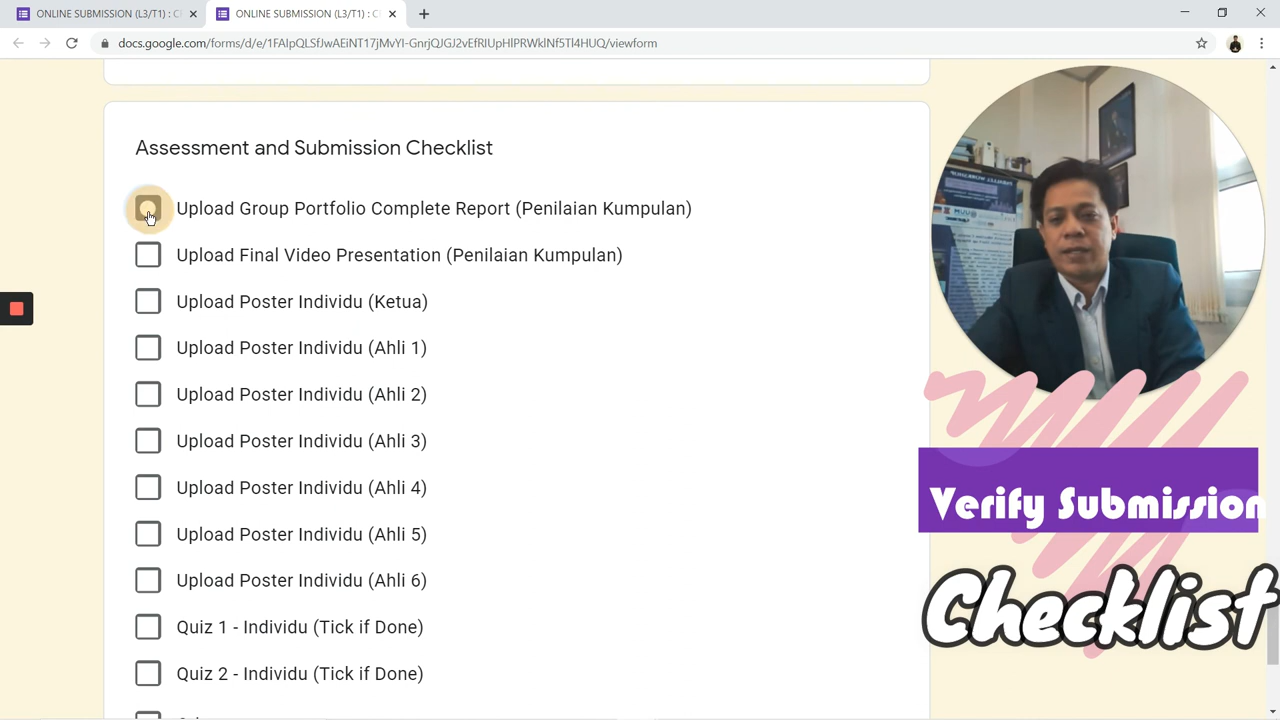 ONLINE SUBMISSION (L3/T1) : C
ONLINE SUBMISSION (L3/T1) : C
docs.google.com/forms/d/e/1FAIpQLSfJwAEiNT17jMvYI-GnrjQJGJ2vEfRIUpHlPRWklNf5Tl4HUQ/viewform
Assessment and Submission Checklist
Upload Group Portfolio Complete Report (Penilaian Kumpulan)
Upload Final Video Presentation (Penilaian Kumpulan)
Upload Poster Individu (Ketua)
Upload Poster Individu (Ahli 1)
Upload Poster Individu (Ahli 2)
Upload Poster Individu (Ahli 3)
Upload Poster Individu (Ahli 4)
Upload Poster Individu (Ahli 5)
Upload Poster Individu (Ahli 6)
Quiz 1 - Individu (Tick if Done)
Quiz 2 - Individu (Tick if Done)
Verify Submission
Checklist